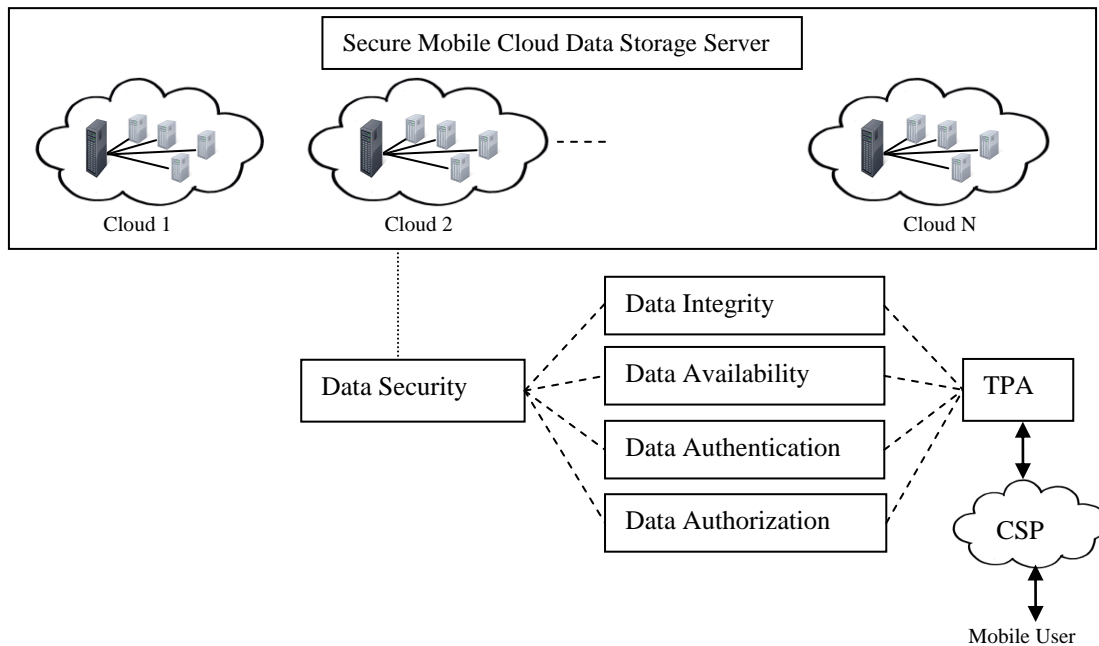 Secure Mobile Cloud Data Storage Server
Cloud 1
Cloud 2
Cloud N
Data Integrity
Data Security
Data Availability
TPA
Data Authentication
Data Authorization
CSP
Mobile User